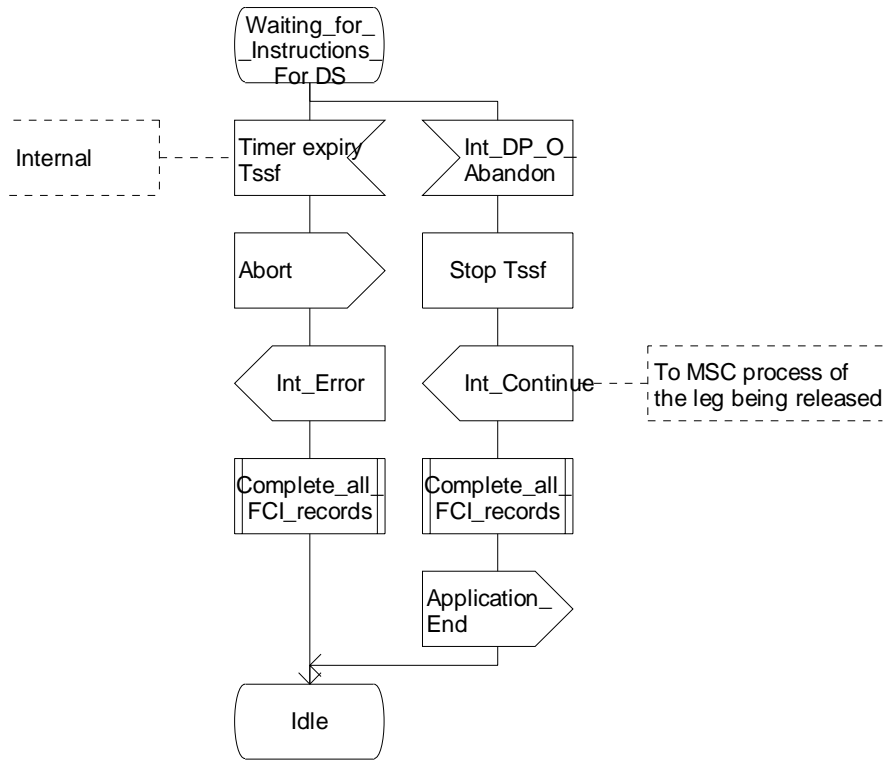 Waiting_for_
_Instructions_
For DS
Internal
Timer expiry
Tssf
Int_DP_O_
Abandon
Abort
Stop Tssf
Int_Error
Int_Continue
To MSC process of
the leg being released
Complete_all_
FCI_records
Complete_all_
FCI_records
Application_
End
Idle